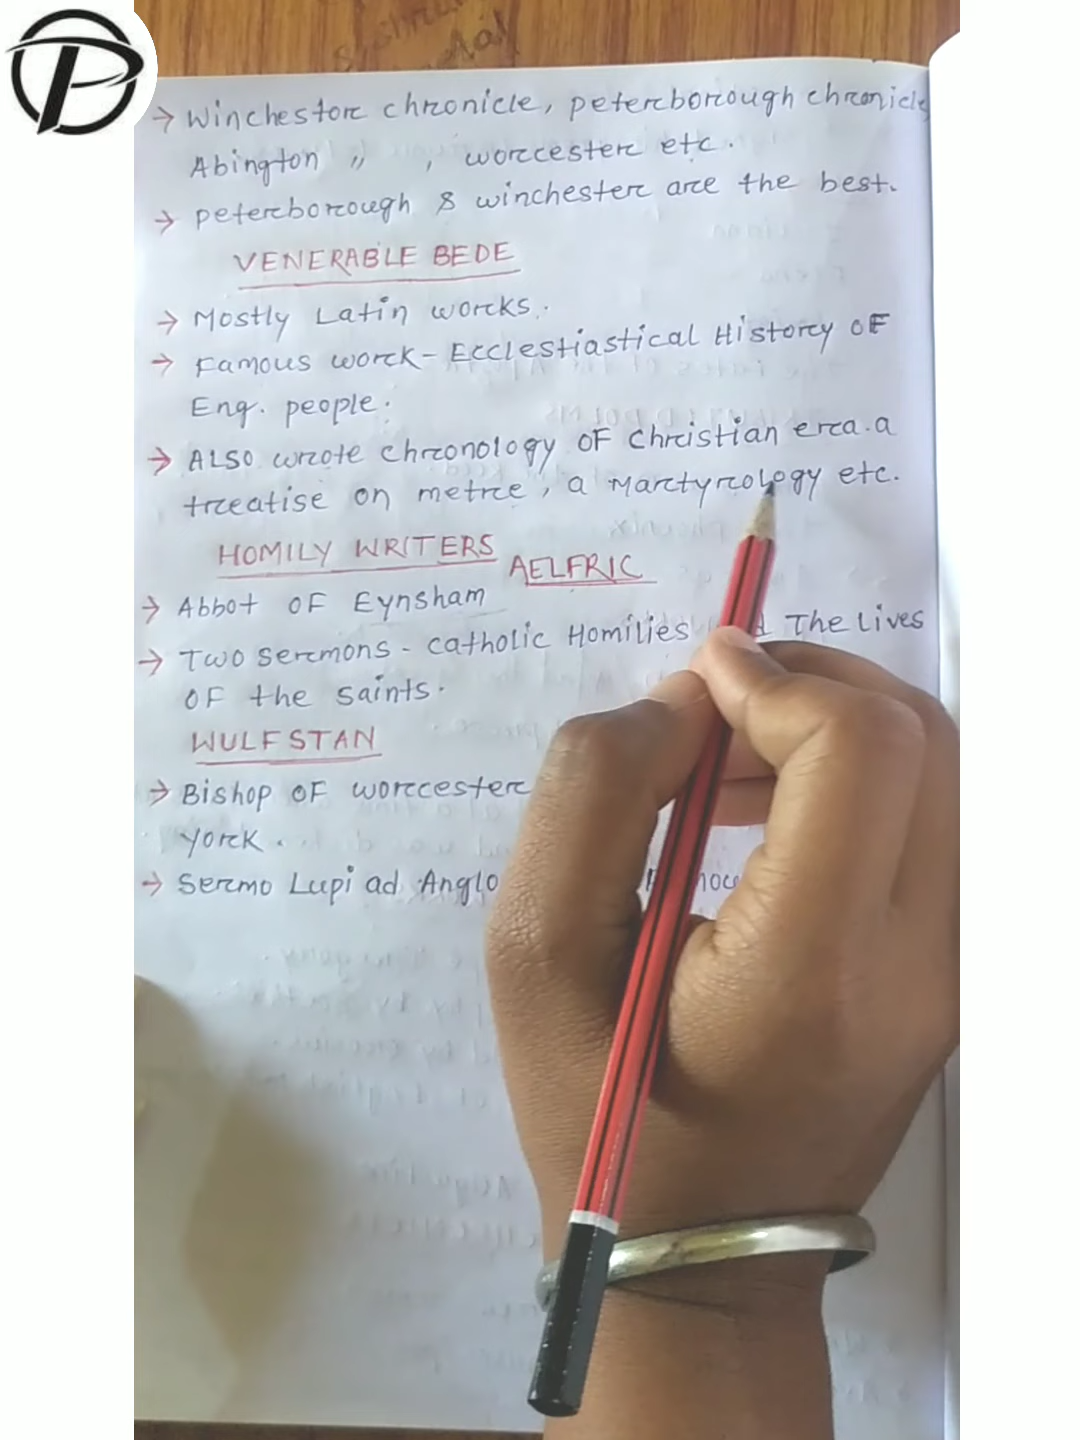 → Winchester chronicle, peterborough chronicle
Abington " , worcester etc.
→ peterborough & winchester are the best.
VENERABLE BEDE
→ Mostly Latin works.
→ Famous work - Ecclestiastical History OF
Eng. people.
→ ALSO wrote chronology OF christian era. a
treatise on metre, a Martyrology etc.
HOMILY WRITERS
AELFRIC
→ Abbot OF Eynsham
→ Two sermons - catholic Homilies The Lives
OF the saints.
WULFSTAN
→ Bishop OF worcester
York.
→ Sermo Lupi ad Anglo